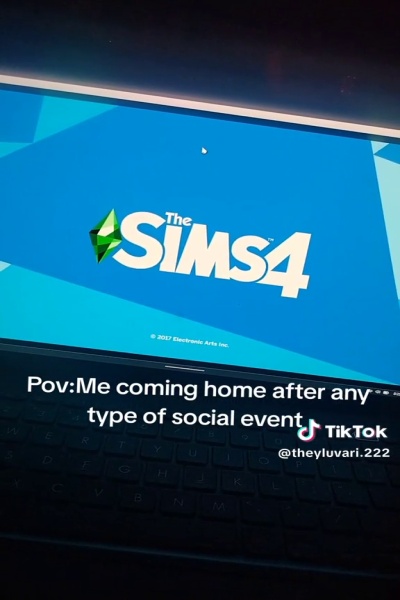 The
SIMS4
© 2017 Electronic Arts Inc.
Pov:Me coming home after any
type of social event
TikTok
@theyluvari.222